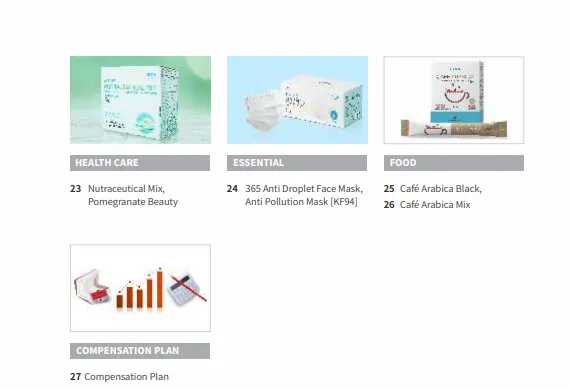 HEALTH CARE
23 Nutraceutical Mix,
Pomegranate Beauty
ESSENTIAL
24 365 Anti Droplet Face Mask,
Anti Pollution Mask [KF94]
FOOD
25 Café Arabica Black,
26 Café Arabica Mix
COMPENSATION PLAN
27 Compensation Plan